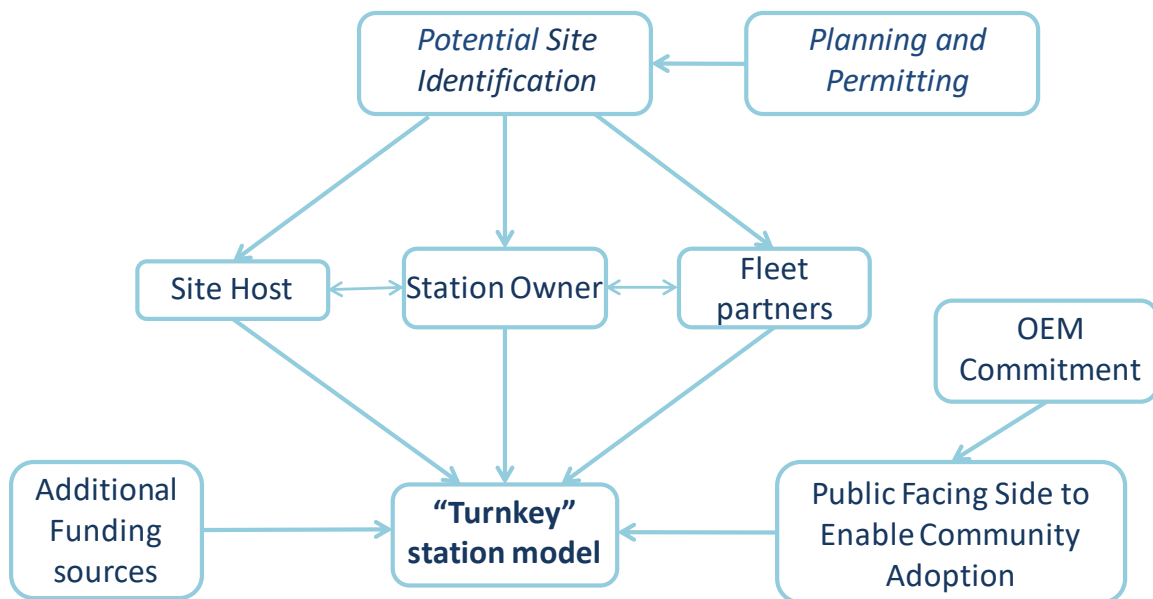 Potential Site
Identification
Planning and
Permitting
Site Host
Station Owner
Fleet
partners
OEM
Commitment
Additional
Funding
sources
“Turnkey”
station model
Public Facing Side to
Enable Community
Adoption